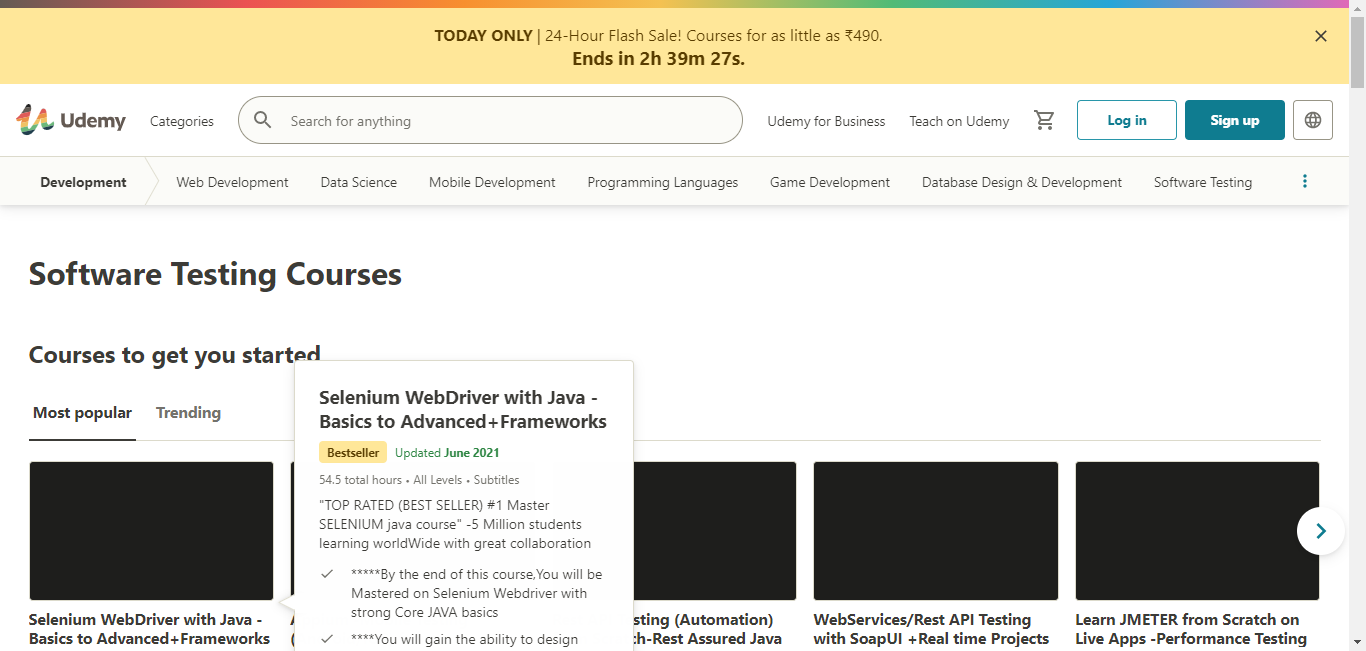 TODAY ONLY | 24-Hour Flash Sale! Courses for as little as ₹490.
Ends in 2h 39m 27s.
Udemy
Categories
Search for anything
Udemy for Business
Teach on Udemy
Log in
Sign up
Development
Web Development
Data Science
Mobile Development
Programming Languages
Game Development
Database Design & Development
Software Testing
Software Testing Courses
Courses to get you started
Most popular
Trending
Selenium WebDriver with Java -
Basics to Advanced+Frameworks
Bestseller
Updated June 2021
54.5 total hours • All Levels • Subtitles
"TOP RATED (BEST SELLER) #1 Master
SELENIUM java course" -5 Million students
learning worldWide with great collaboration
*****By the end of this course,You will be
Mastered on Selenium Webdriver with
strong Core JAVA basics
****You will gain the ability to design
Selenium WebDriver with Java -
Basics to Advanced+Frameworks
(Automation)
Assured Java
WebServices/Rest API Testing
with SoapUI +Real time Projects
Learn JMETER from Scratch on
Live Apps -Performance Testing